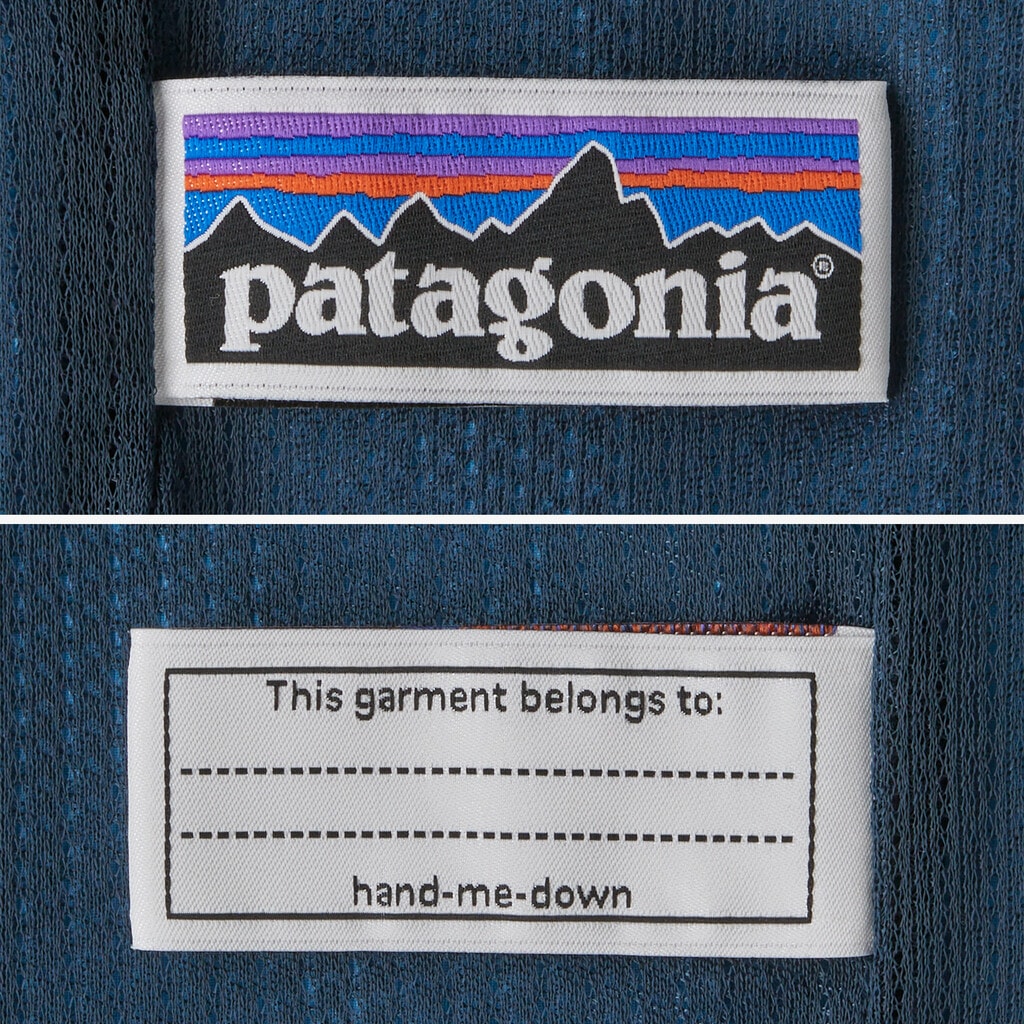 patagonia®
This garment belongs to:
hand-me-down